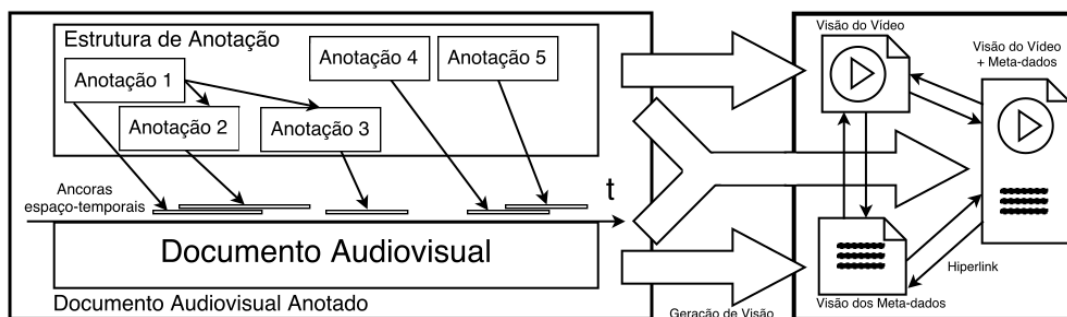 Estrutura de Anotação
Anotação 1
Anotação 2
Anotação 3
Anotação 4
Anotação 5
Ancoras
espaço-temporais
t
Documento Audiovisual
Documento Audiovisual Anotado
Geração de Visão
Visão do Vídeo
Visão do Vídeo
+ Meta-dados
Hiperlink
Visão dos Meta-dados